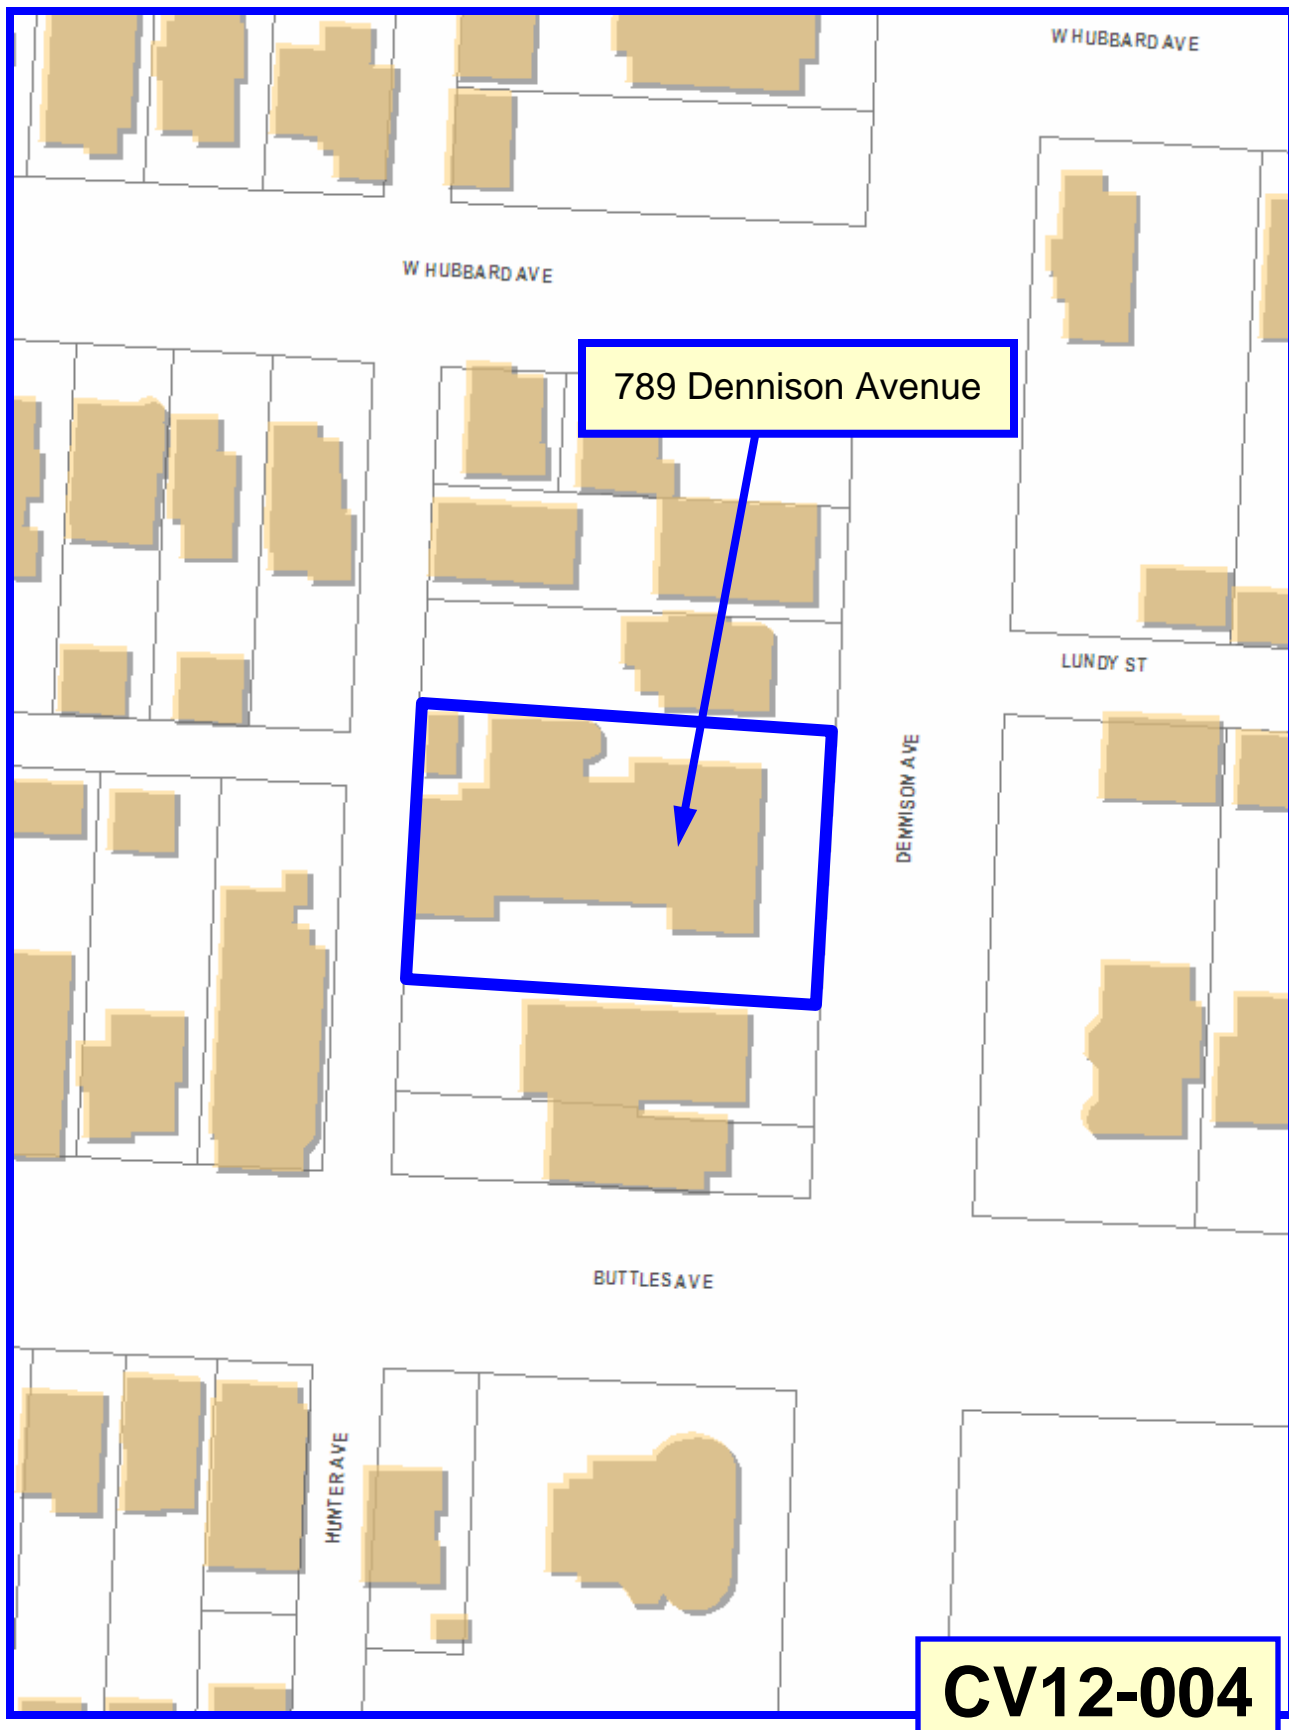 W HUBBARD AVE
W HUBBARD AVE
789 Dennison Avenue
LUNDY ST
DENNISON AVE
BUTTLES AVE
HUNTER AVE
CV12-004